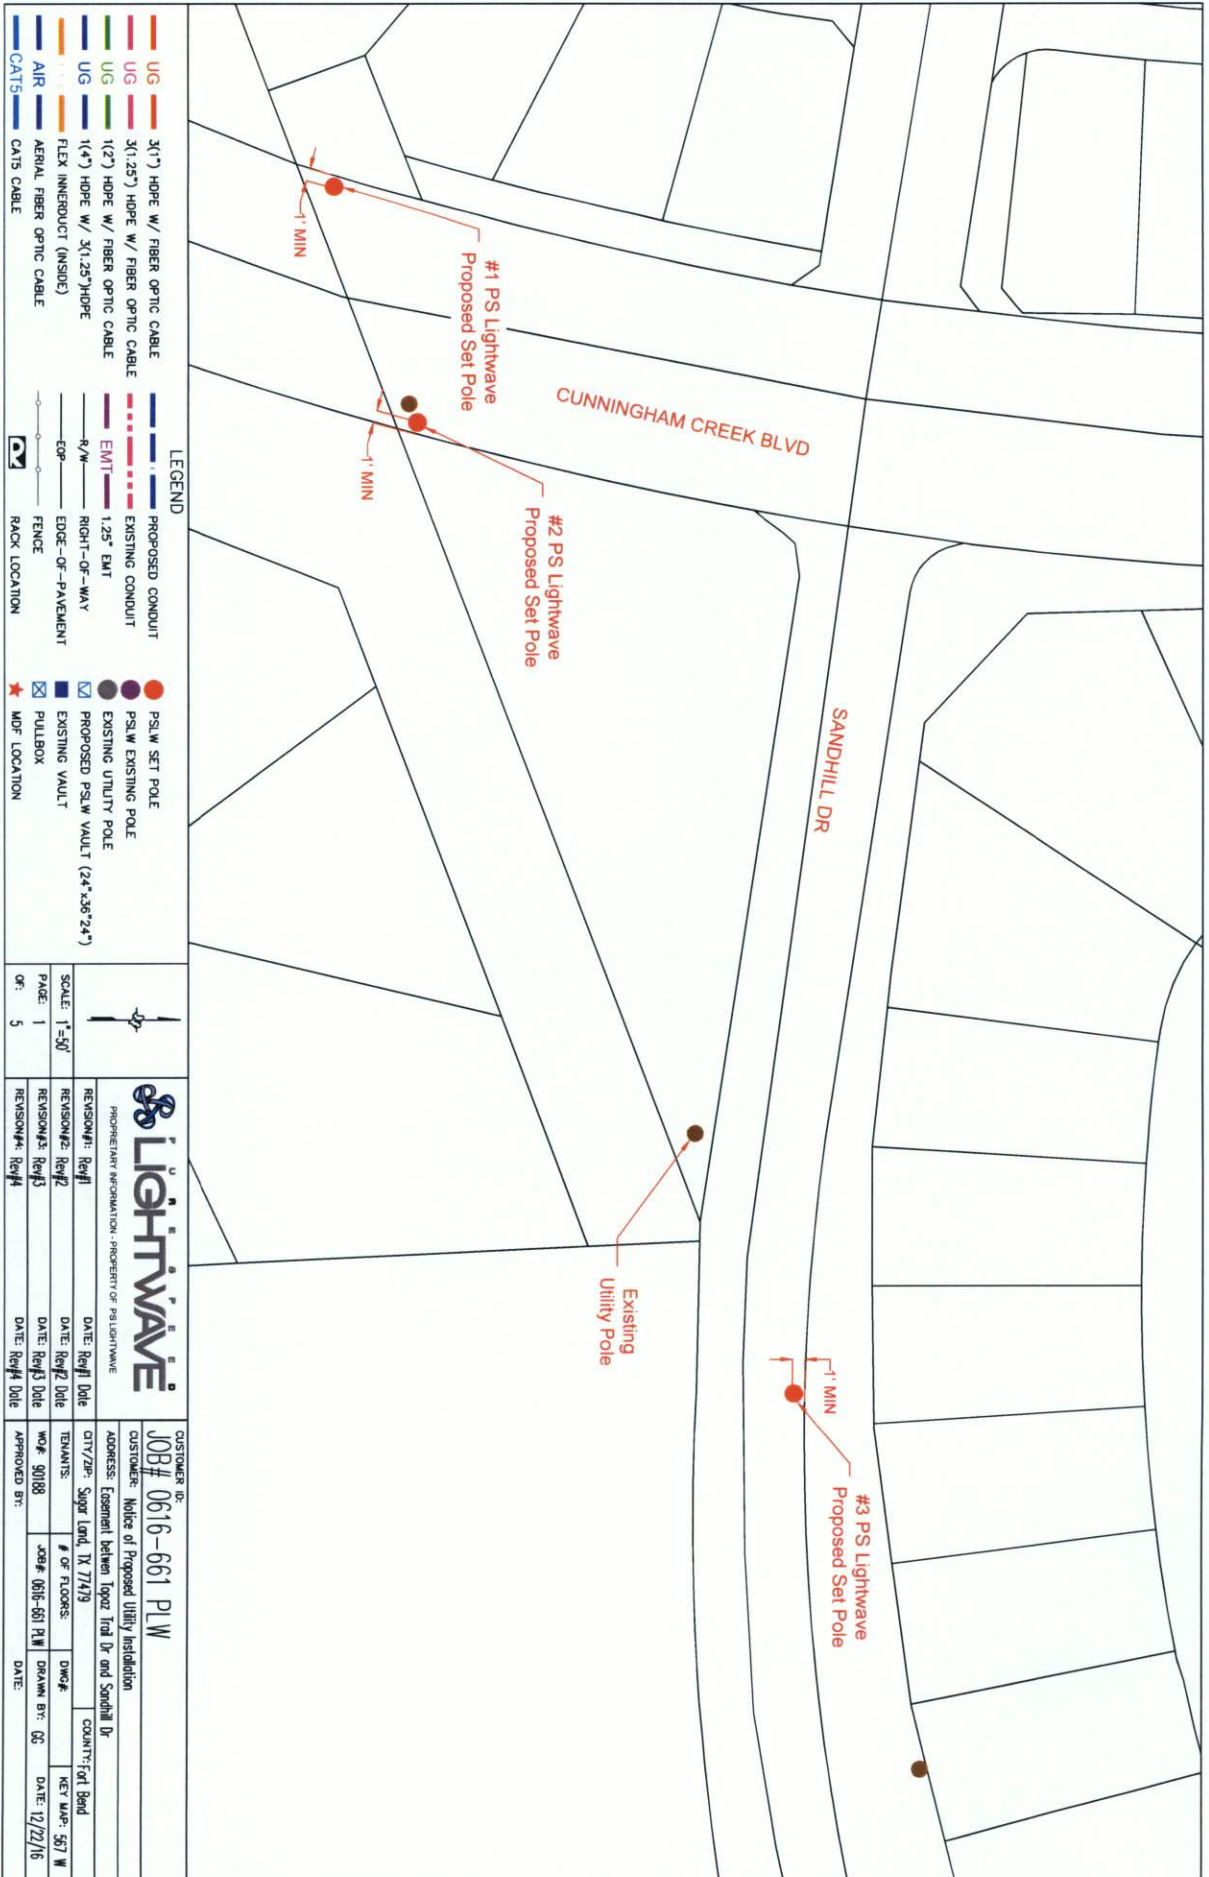 #1 PS Lightwave
Proposed Set Pole
1' MIN
CUNNINGHAM CREEK BLVD
#2 PS Lightwave
Proposed Set Pole
1' MIN
SANDHILL DR
Existing
Utility Pole
#3 PS Lightwave
Proposed Set Pole
1' MIN
LEGEND
UG 3(1") HDPE W/ FIBER OPTIC CABLE
UG 3(1.25") HDPE W/ FIBER OPTIC CABLE
UG 1(2") HDPE W/ FIBER OPTIC CABLE
UG 1(4") HDPE W/ 3(1.25")HDPE
FLEX INNERDUCT (INSIDE)
AIR AERIAL FIBER OPTIC CABLE
CAT5 CAT5 CABLE
PROPOSED CONDUIT
EXISTING CONDUIT
EMT 1.25" EMT
R/W RIGHT-OF-WAY
EOP EDGE-OF-PAVEMENT
FENCE
RACK LOCATION
PSLW SET POLE
PSLW EXISTING POLE
EXISTING UTILITY POLE
PROPOSED PSLW VAULT (24"x36"24")
EXISTING VAULT
PULLBOX
MDF LOCATION
SCALE: 1"=50'
PAGE: 1
OF: 5
PURESPEED
LIGHTWAVE
PROPRIETARY INFORMATION - PROPERTY OF PS LIGHTWAVE
REVISION#1: Rev#1 DATE: Rev#1 Date
REVISION#2: Rev#2 DATE: Rev#2 Date
REVISION#3: Rev#3 DATE: Rev#3 Date
REVISION#4: Rev#4 DATE: Rev#4 Date
CUSTOMER ID:
JOB# 0616-661 PLW
CUSTOMER: Notice of Proposed Utility Installation
ADDRESS: Easement betwen Topaz Trail Dr and Sandhill Dr
CITY/ZIP: Sugar Land, TX 77479 COUNTY: Fort Bend
TENANTS: # OF FLOORS: DWG#: KEY MAP: 567 W
WO#: 90188 JOB#: 0616-661 PLW DRAWN BY: GG DATE: 12/22/16
APPROVED BY: DATE: